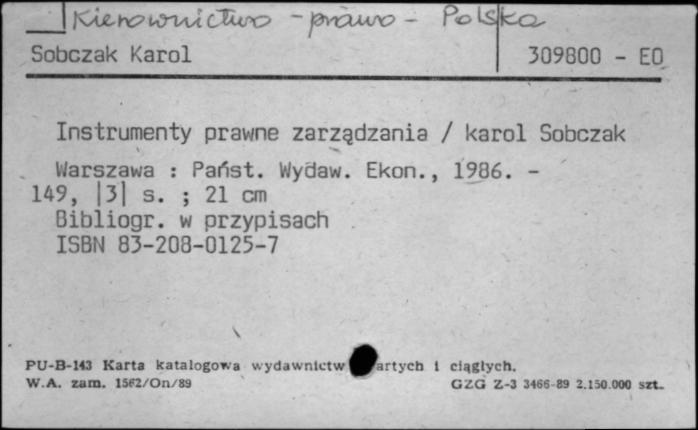 Kierownictwo - prawo - Polska
Sobczak Karol 309800 - EO
Instrumenty prawne zarządzania / karol Sobczak
Warszawa : Państ. Wydaw. Ekon., 1986. -
149, |3| s. ; 21 cm
Bibliogr. w przypisach
ISBN 83-208-0125-7
PU-B-143 Karta katalogowa wydawnictw artych i ciągłych.
W.A. zam. 1562/On/89 GZG Z-3 3466-89 2.150.000 szt.